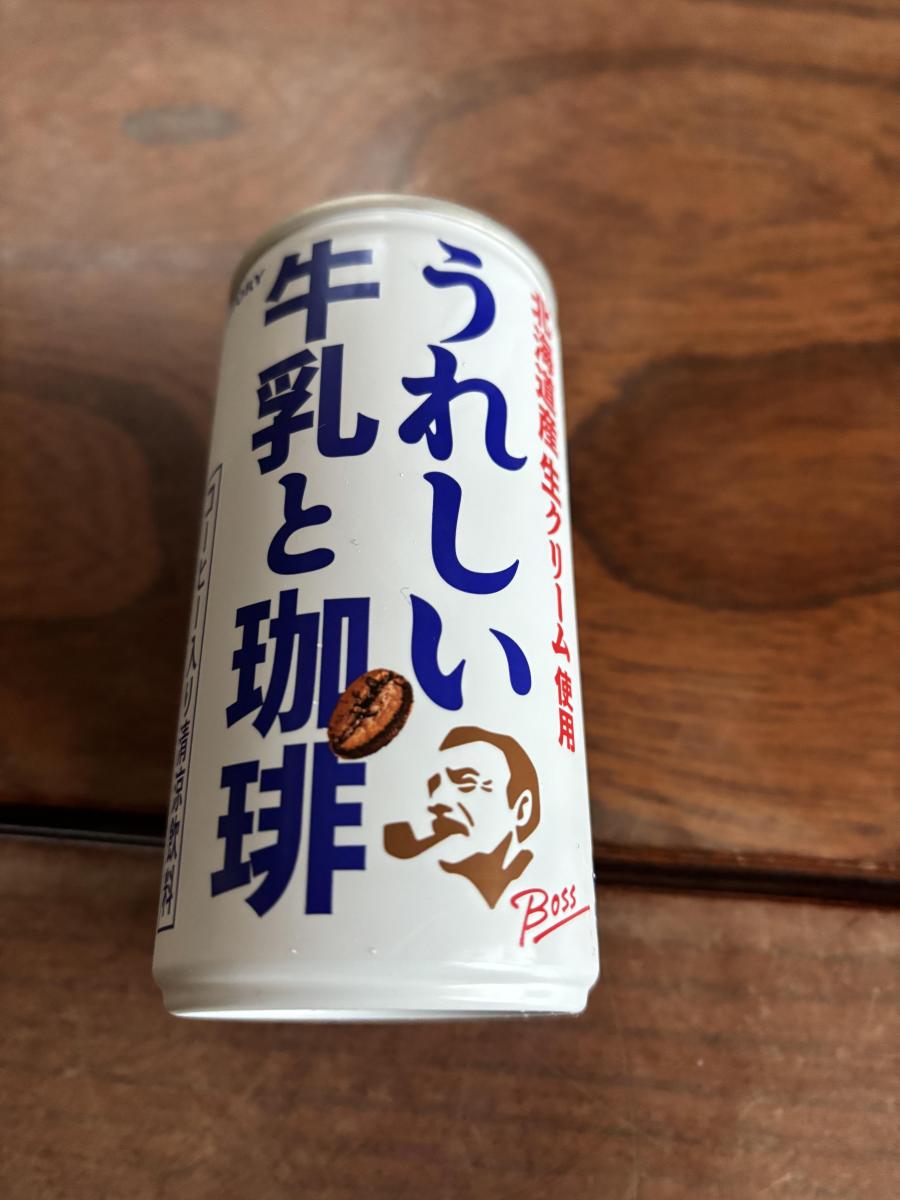 北海道産生クリーム使用
うれしい
牛乳と珈琲
コーヒー入り清涼飲料
Boss